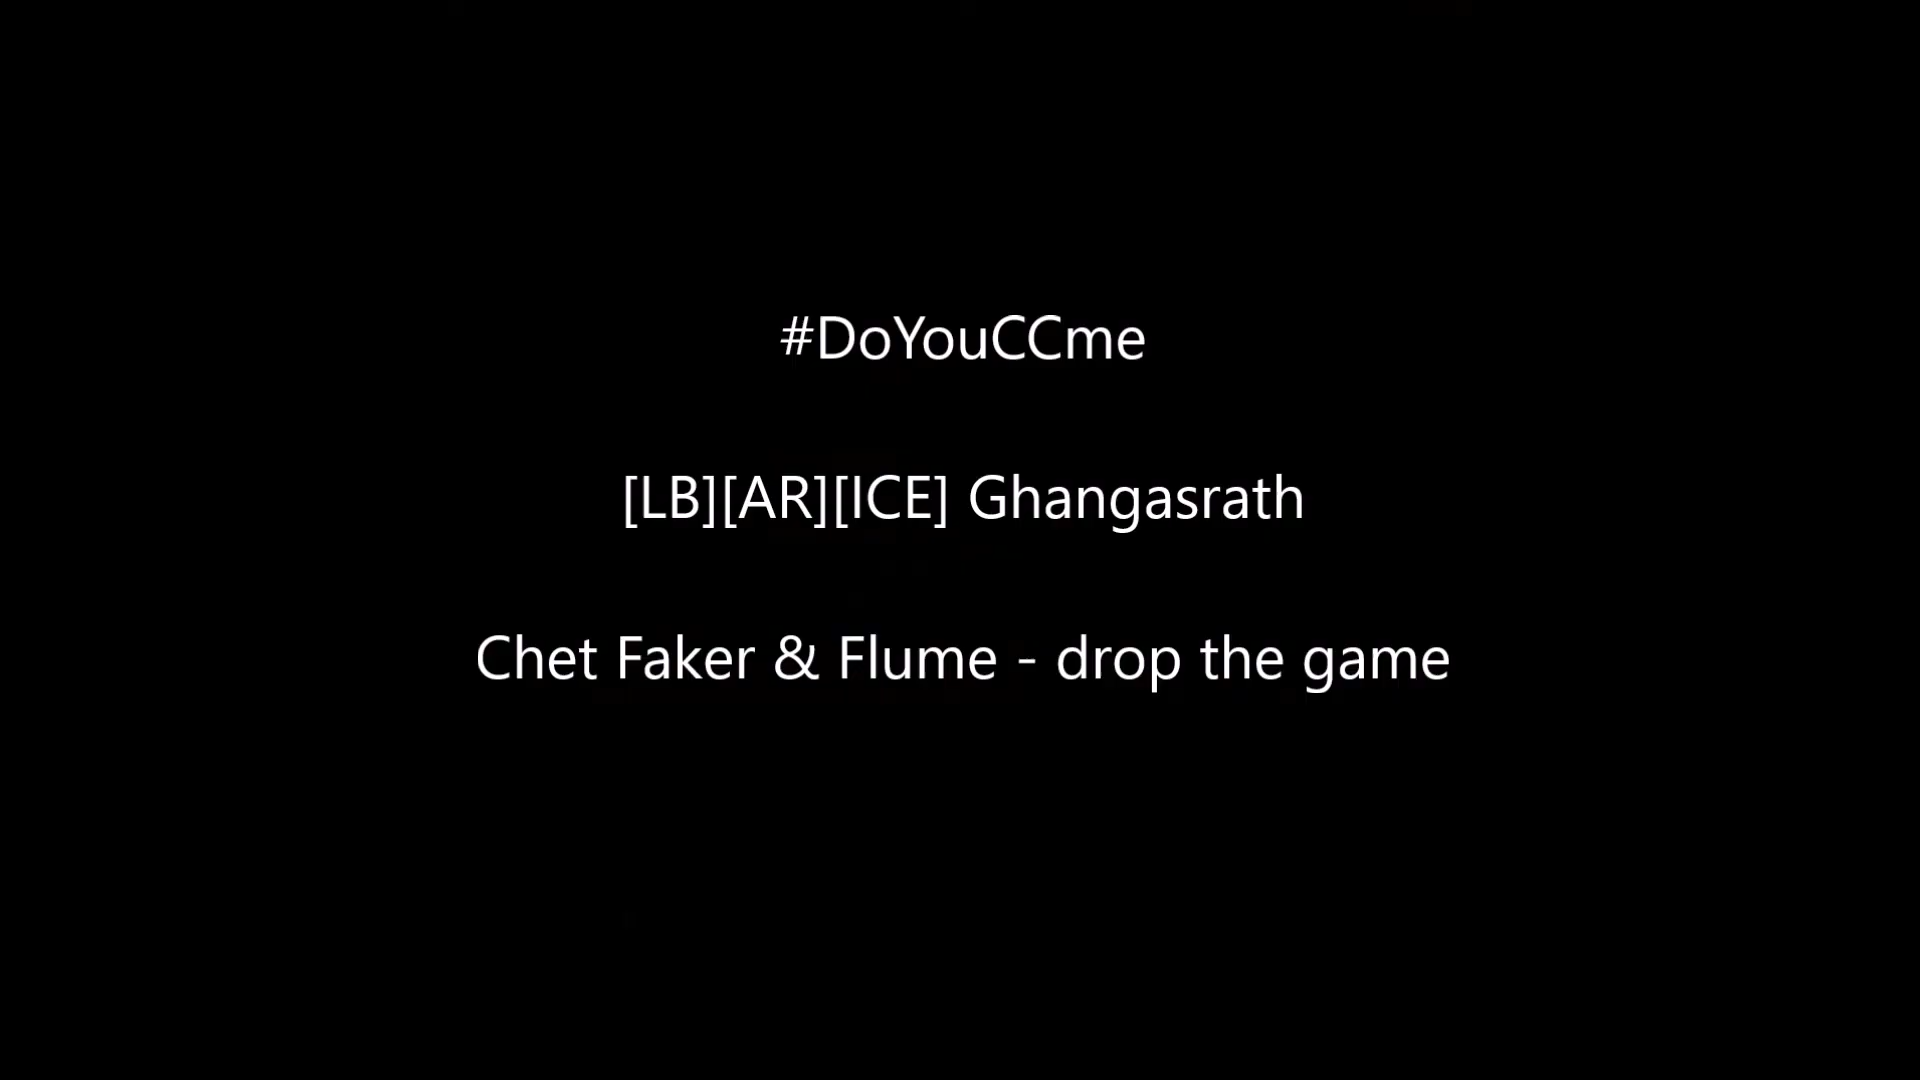 #DoYouCCme
[LB][AR][ICE] Ghangasrath
Chet Faker & Flume - drop the game